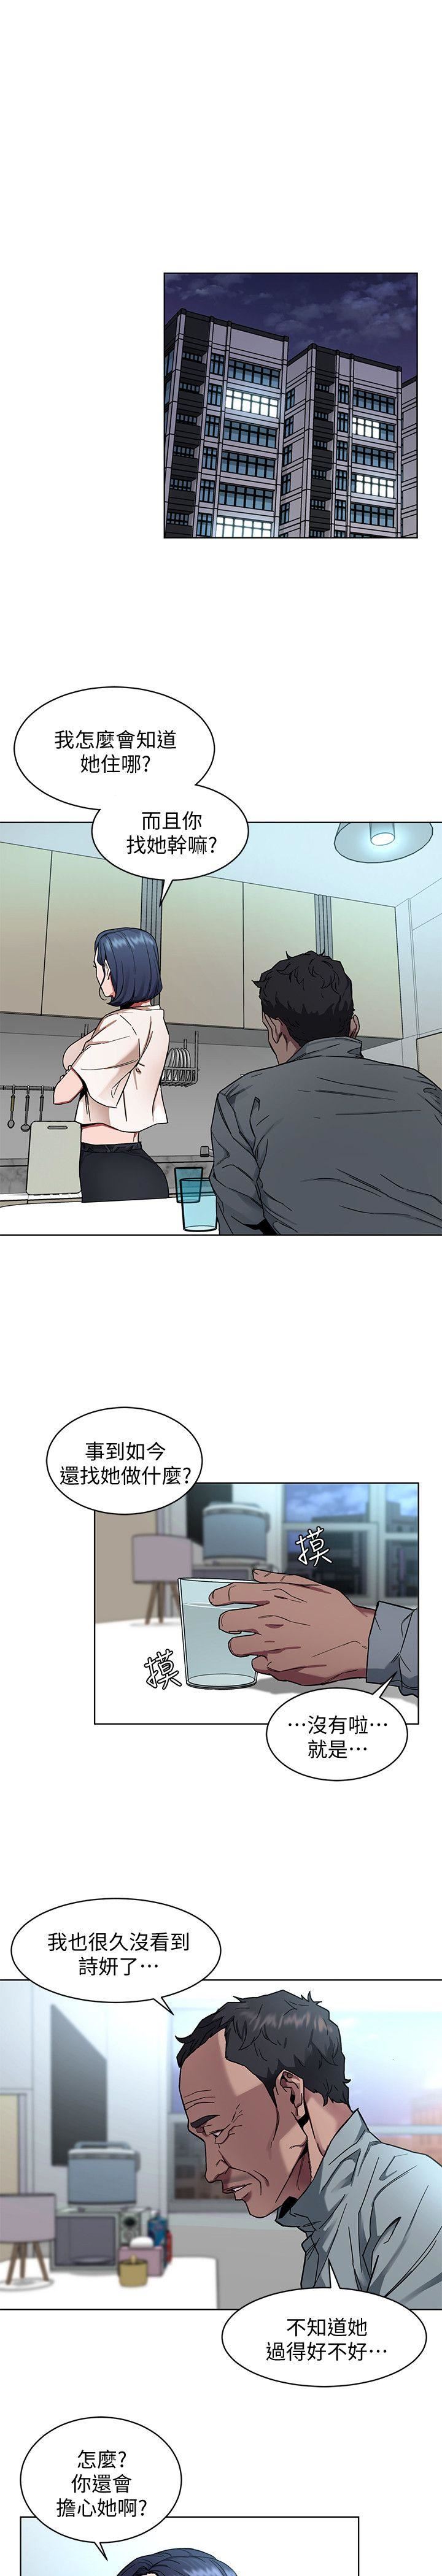 我怎麼會知道
她住哪?
而且你
找她幹嘛?
事到如今
還找她做什麼?
摸
摸
⋯沒有啦⋯
就是⋯
我也很久沒看到
詩妍了⋯
不知道她
過得好不好⋯
怎麼?
你還會
擔心她啊?